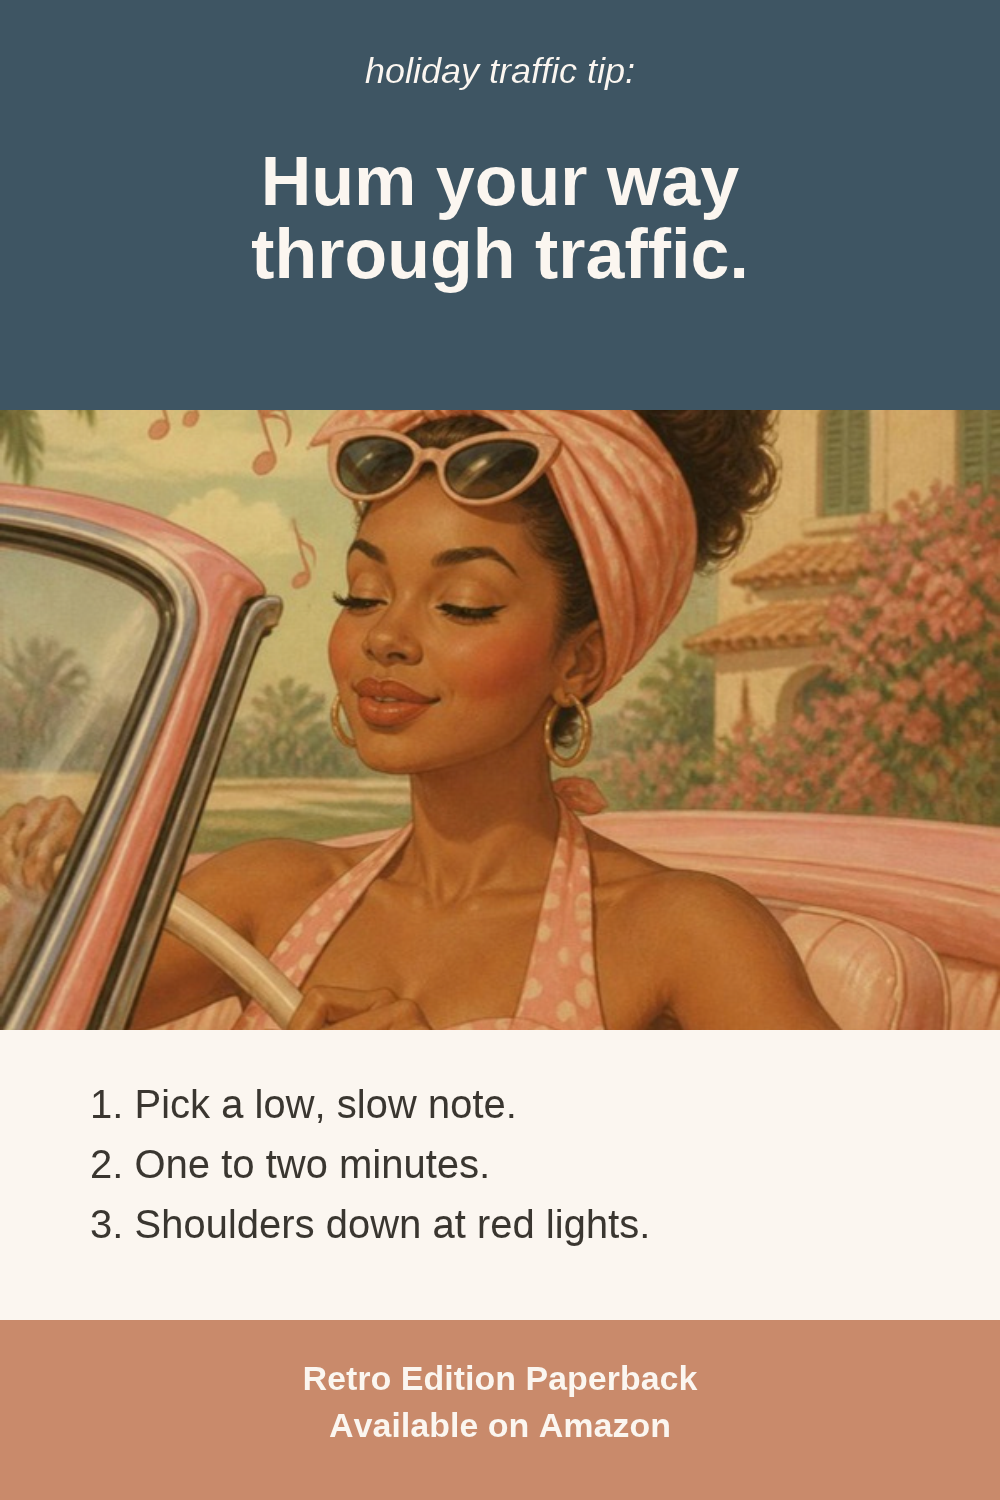 holiday traffic tip:
Hum your way
through traffic.
1. Pick a low, slow note.
2. One to two minutes.
3. Shoulders down at red lights.
Retro Edition Paperback
Available on Amazon